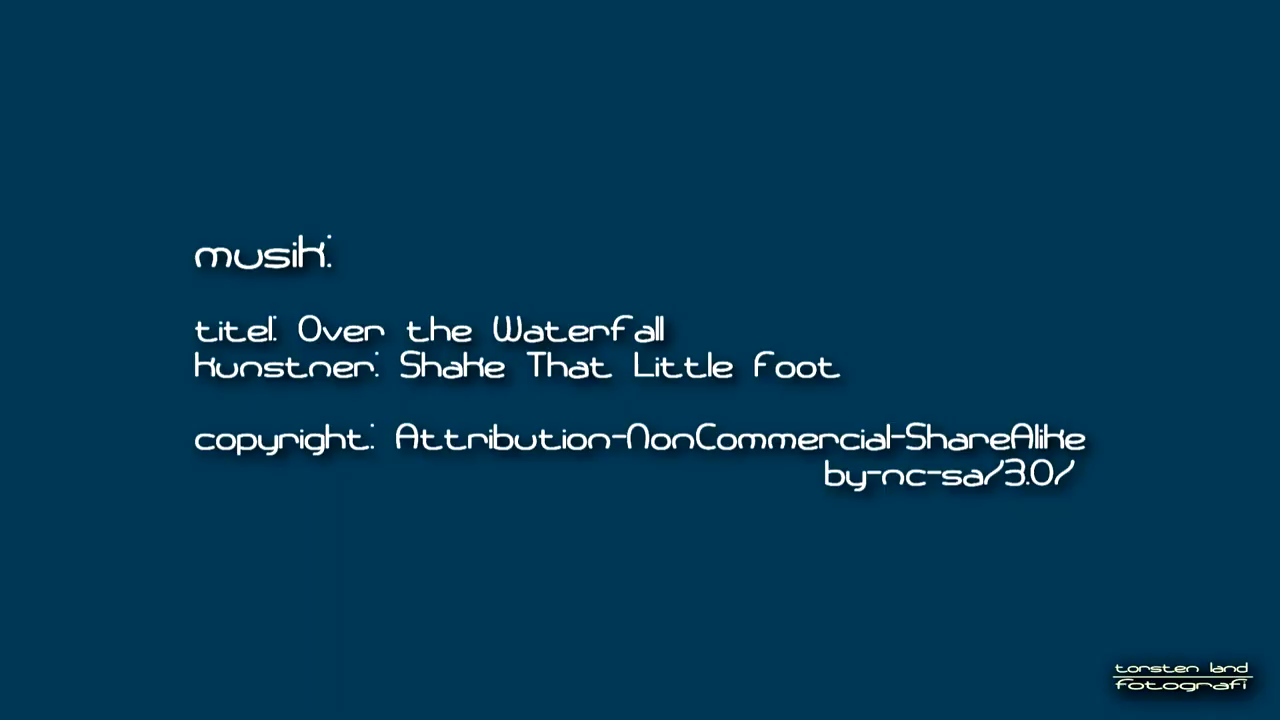 musik:
titel: Over the Waterfall
kunstner: Shake That Little Foot
copyright: Attribution-NonCommercial-ShareAlike
by-nc-sa/3.0/
torsten land
fotografi